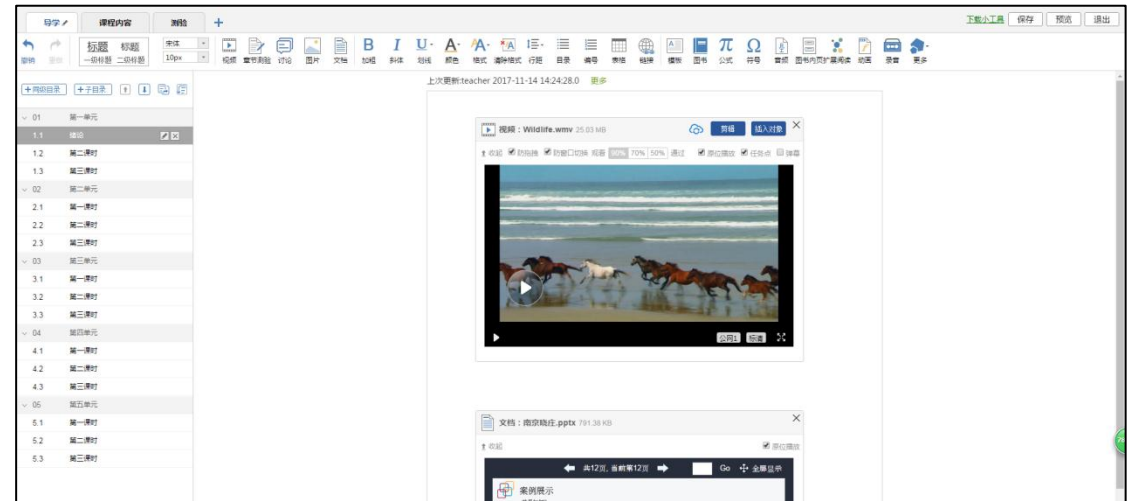 导学 课程内容 测验 + 下载小工具 保存 预览 退出
标题 标题 宋体
撤销 重做 一级标题 二级标题 10px 视频 章节测验 讨论 图片 文档 加粗 斜体 划线 颜色 格式 清除格式 行距 目录 编号 表格 链接 模板 图书 公式 符号 音频 图书内页 扩展阅读 动画 录音 更多
上次更新:teacher 2017-11-14 14:24:28.0 更多
+同级目录 +子目录
01 第一单元
1.1 绪论
1.2 第二课时
1.3 第三课时
02 第二单元
2.1 第一课时
2.2 第二课时
2.3 第三课时
03 第三单元
3.1 第一课时
3.2 第二课时
3.3 第三课时
04 第四单元
4.1 第一课时
4.2 第二课时
4.3 第三课时
05 第五单元
5.1 第一课时
5.2 第二课时
5.3 第三课时
视频：Wildlife.wmv 25.03 MB 剪辑 插入对象
收起 防拖拽 防窗口切换 观看 90% 70% 50% 通过 原位播放 任务点 弹幕
公网1 标清
文档：南京晓庄.pptx 791.38 KB
收起 原位播放
共12页, 当前第12页 Go 全屏显示
案例展示